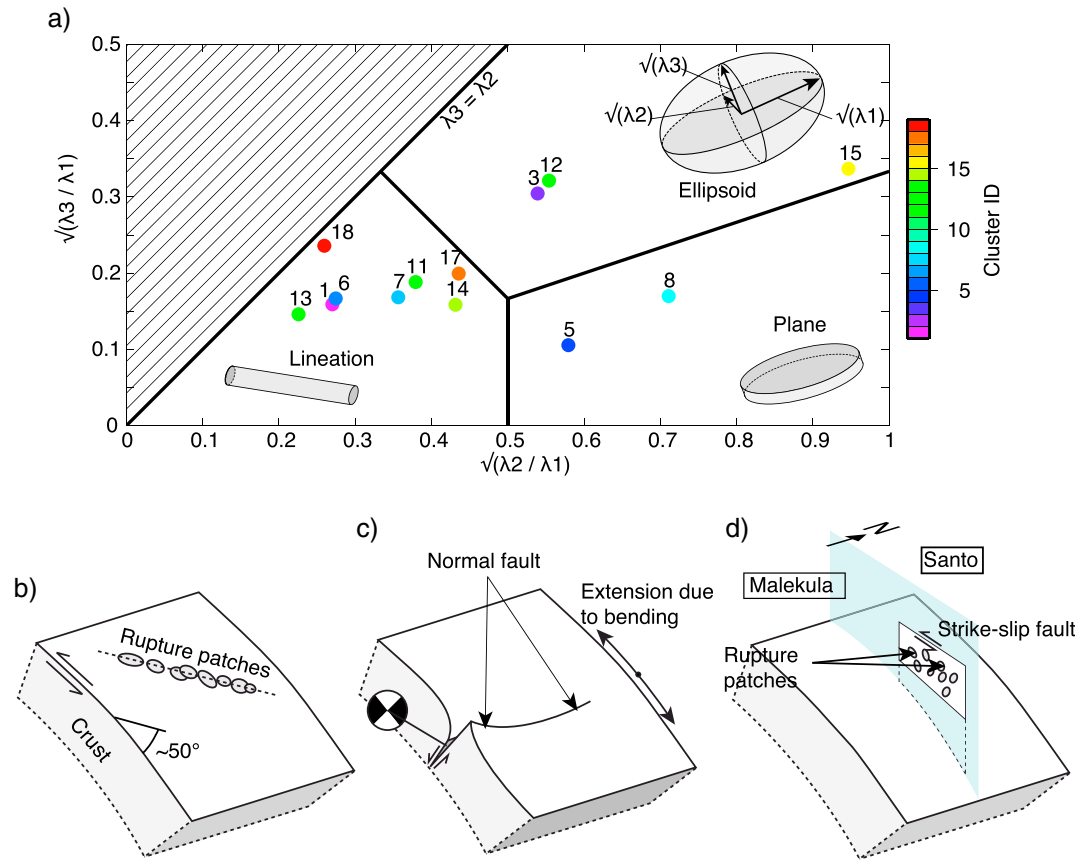 a)
0.5
0.4
0.3
0.2
0.1
0
√(λ3 / λ1)
0
0.1
0.2
0.3
0.4
0.5
0.6
0.7
0.8
0.9
1
√(λ2 / λ1)
λ3 = λ2
√(λ3)
√(λ2)
√(λ1)
Ellipsoid
15
12
3
18
17
11
7
14
1
6
13
8
5
Lineation
Plane
15
10
5
Cluster ID
b)
Rupture patches
Crust
~50°
c)
Normal fault
Extension due
to bending
d)
N
Santo
Malekula
Strike-slip fault
Rupture
patches